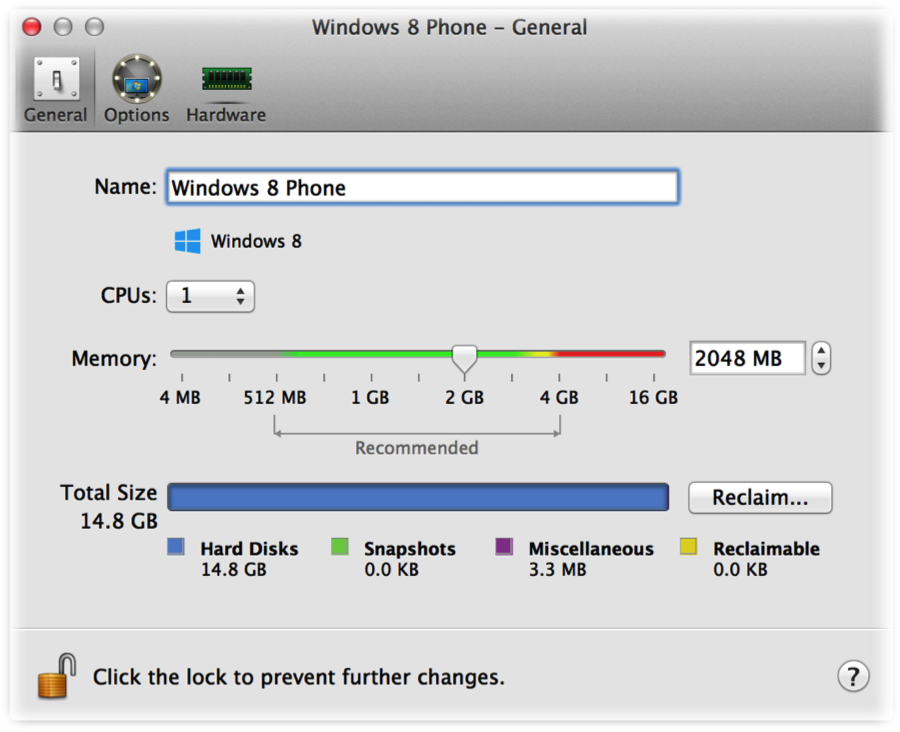 Windows 8 Phone – General
General Options Hardware
Name: Windows 8 Phone
Windows 8
CPUs: 1
Memory: 2048 MB
4 MB 512 MB 1 GB 2 GB 4 GB 16 GB
Recommended
Total Size Reclaim...
14.8 GB
Hard Disks Snapshots Miscellaneous Reclaimable
14.8 GB 0.0 KB 3.3 MB 0.0 KB
Click the lock to prevent further changes. ?